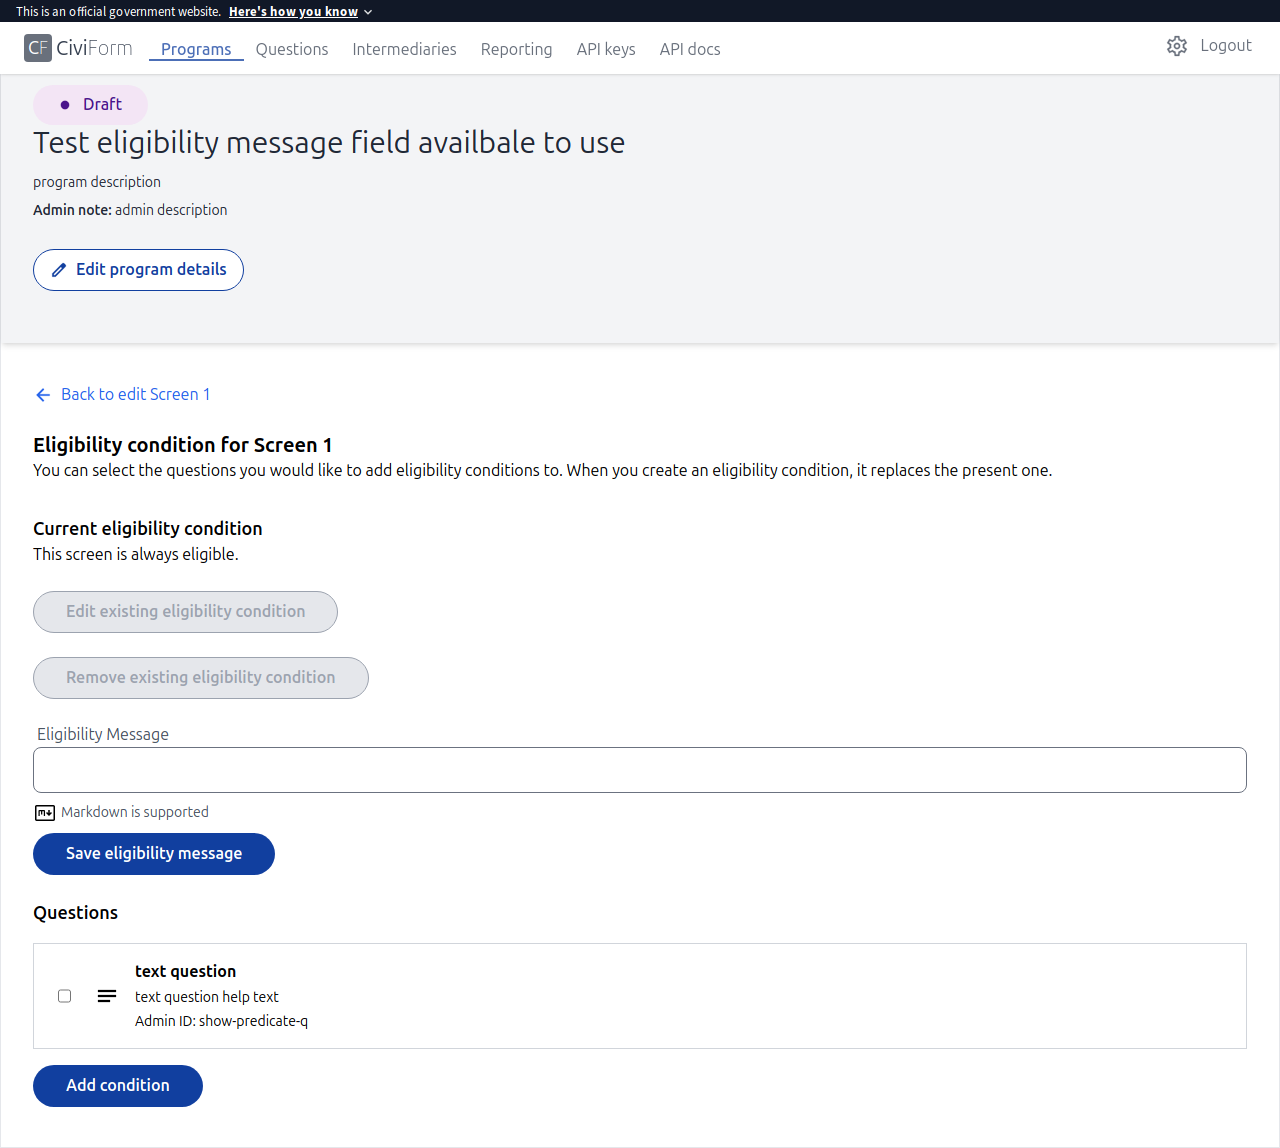 This is an official government website. Here's how you know
CF CiviForm Programs Questions Intermediaries Reporting API keys API docs Logout
Draft
Test eligibility message field availbale to use
program description
Admin note: admin description
Edit program details
Back to edit Screen 1
Eligibility condition for Screen 1
You can select the questions you would like to add eligibility conditions to. When you create an eligibility condition, it replaces the present one.
Current eligibility condition
This screen is always eligible.
Edit existing eligibility condition
Remove existing eligibility condition
Eligibility Message
Markdown is supported
Save eligibility message
Questions
text question
text question help text
Admin ID: show-predicate-q
Add condition